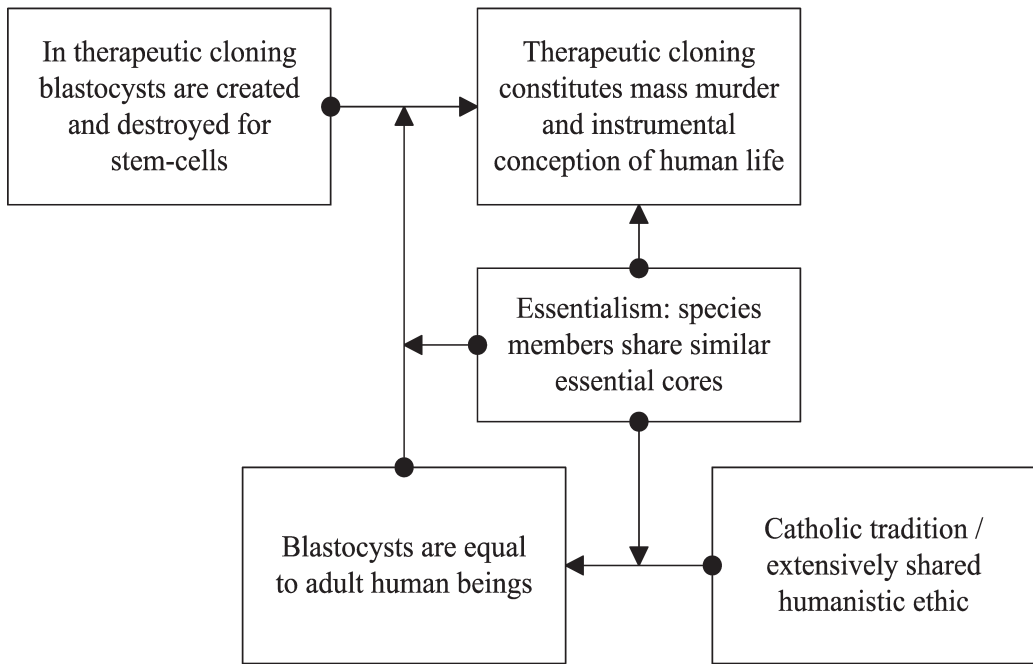 In therapeutic cloning
blastocysts are created
and destroyed for
stem-cells
Therapeutic cloning
constitutes mass murder
and instrumental
conception of human life
Essentialism: species
members share similar
essential cores
Blastocysts are equal
to adult human beings
Catholic tradition /
extensively shared
humanistic ethic